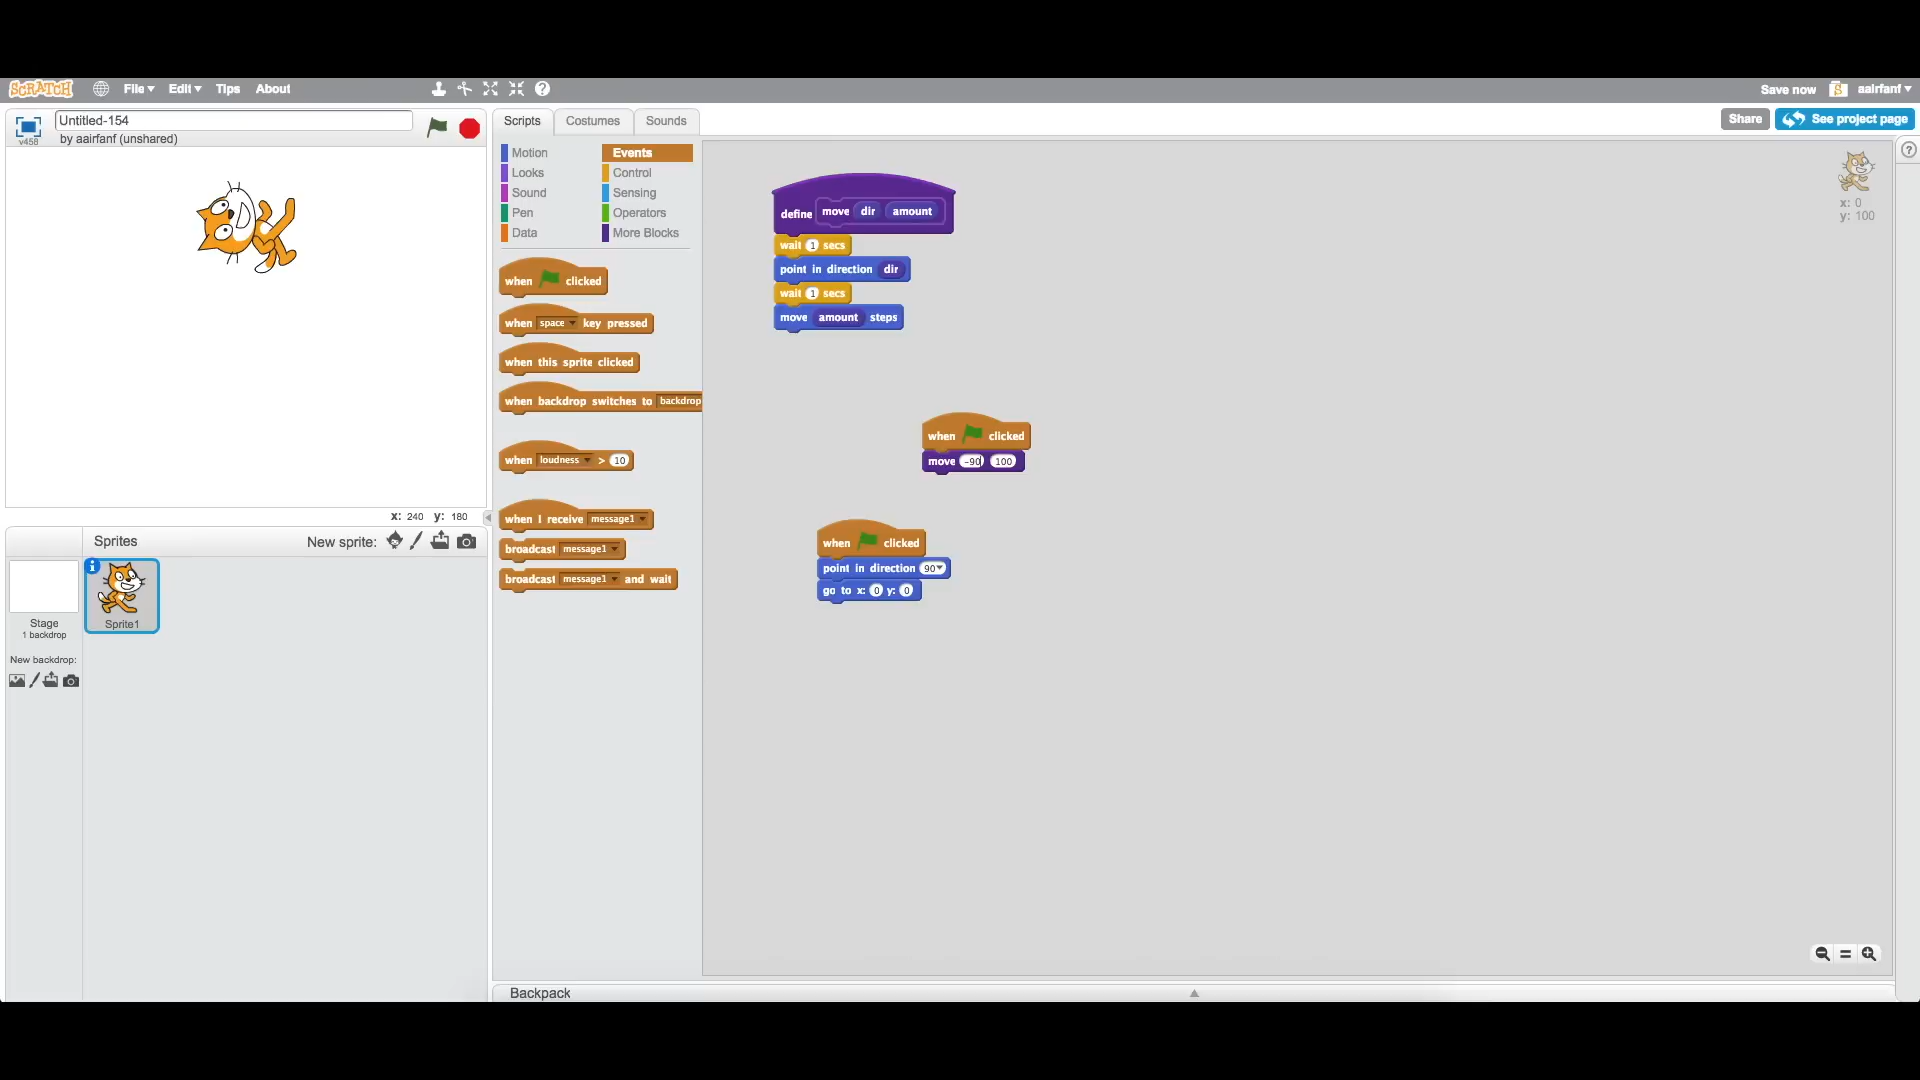 SCRATCH File Edit Tips About Save now S aairfanf
Untitled-154
v458 by aairfanf (unshared)
Scripts Costumes Sounds
Share See project page
Motion Events
Looks Control
Sound Sensing
Pen Operators
Data More Blocks
when clicked
when space key pressed
when this sprite clicked
when backdrop switches to backdrop
when loudness > 10
when I receive message1
broadcast message1
broadcast message1 and wait
define move dir amount
wait 1 secs
point in direction dir
wait 1 secs
move amount steps
when clicked
move -90 100
when clicked
point in direction 90
go to x: 0 y: 0
x: 0
y: 100
x: 240 y: 180
Sprites New sprite:
Stage
1 backdrop
New backdrop:
i
Sprite1
Backpack